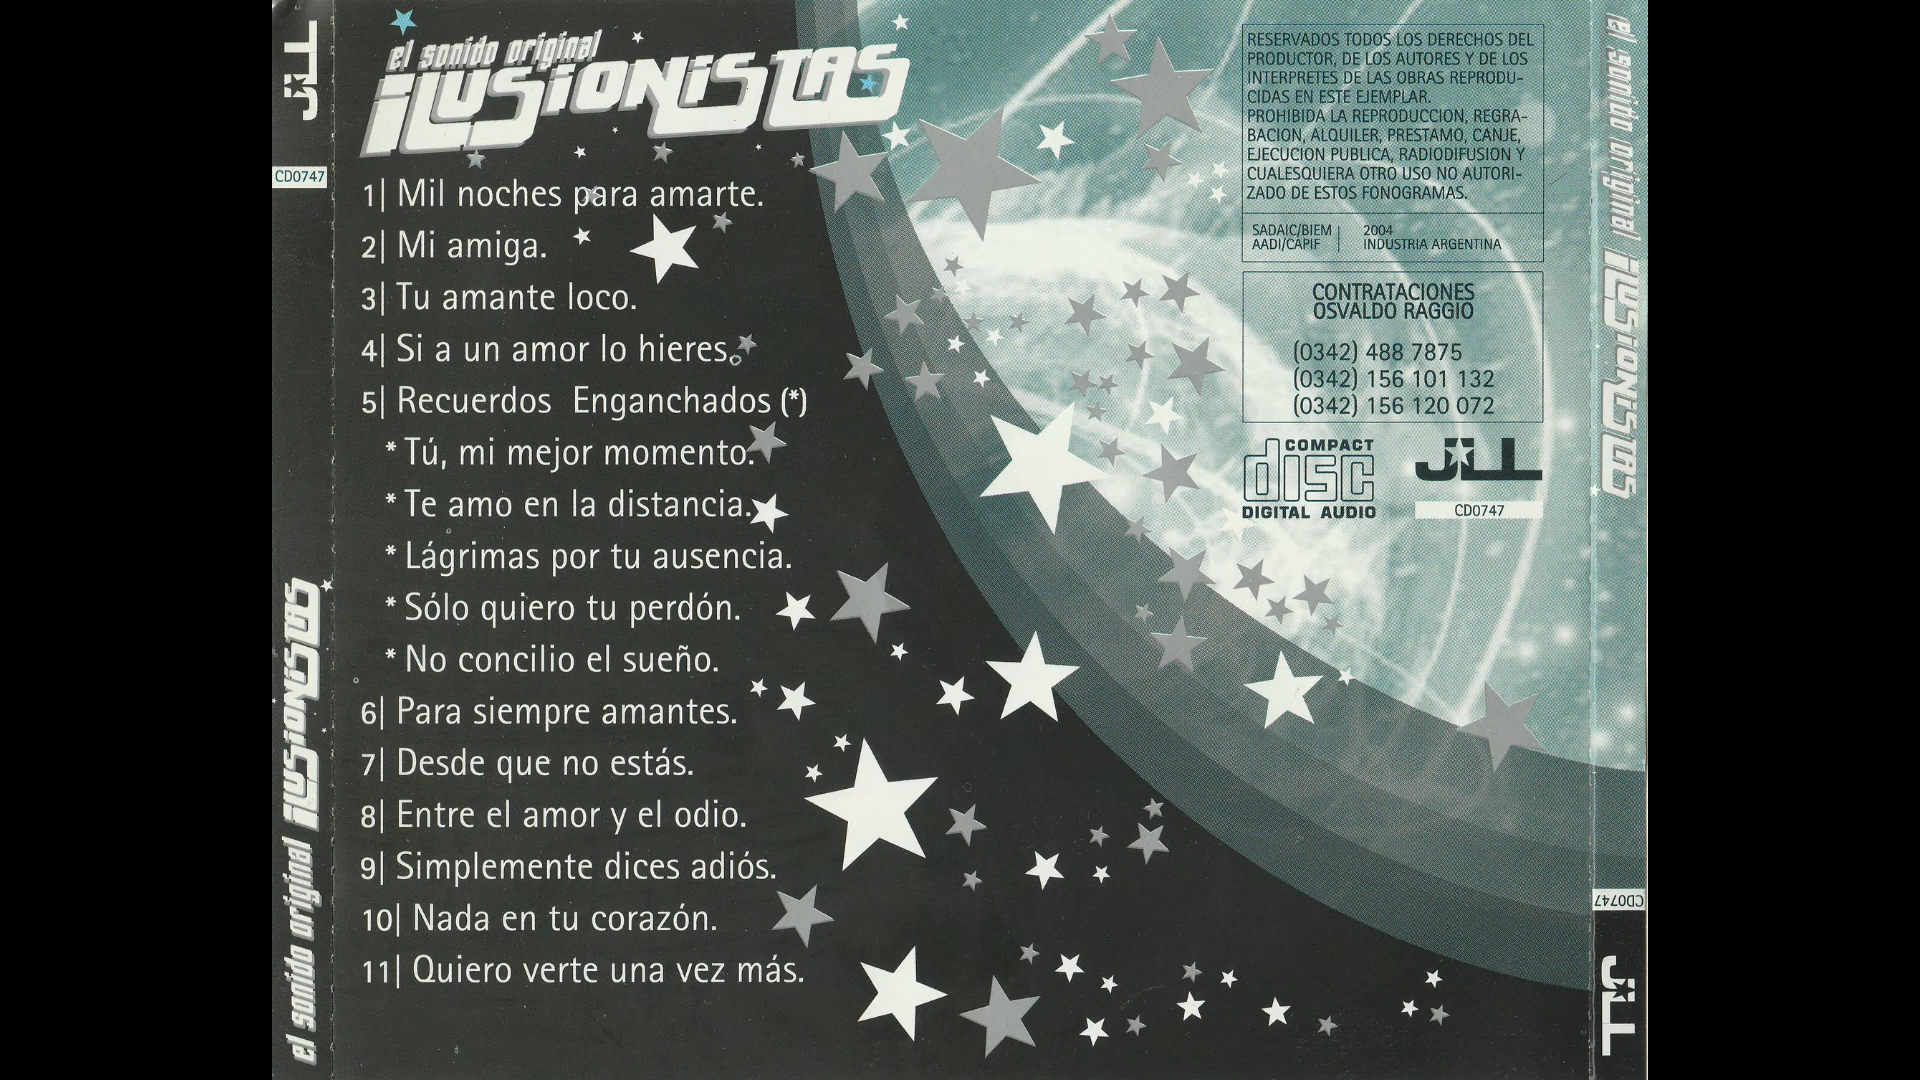 JLL
CD0747
el sonido original ILUSIONISTAS
el sonido original
ILUSIONISTAS
1| Mil noches para amarte.
2| Mi amiga.
3| Tu amante loco.
4| Si a un amor lo hieres.
5| Recuerdos Enganchados (*)
* Tú, mi mejor momento.
* Te amo en la distancia.
* Lágrimas por tu ausencia.
* Sólo quiero tu perdón.
* No concilio el sueño.
6| Para siempre amantes.
7| Desde que no estás.
8| Entre el amor y el odio.
9| Simplemente dices adiós.
10| Nada en tu corazón.
11| Quiero verte una vez más.
RESERVADOS TODOS LOS DERECHOS DEL
PRODUCTOR, DE LOS AUTORES Y DE LOS
INTERPRETES DE LAS OBRAS REPRODU-
CIDAS EN ESTE EJEMPLAR.
PROHIBIDA LA REPRODUCCION, REGRA-
BACION, ALQUILER, PRESTAMO, CANJE,
EJECUCION PUBLICA, RADIODIFUSION Y
CUALESQUIERA OTRO USO NO AUTORI-
ZADO DE ESTOS FONOGRAMAS.
SADAIC/BIEM | 2004
AADI/CAPIF | INDUSTRIA ARGENTINA
CONTRATACIONES
OSVALDO RAGGIO
(0342) 488 7875
(0342) 156 101 132
(0342) 156 120 072
COMPACT
disc
DIGITAL AUDIO
JLL
CD0747
el sonido original ILUSIONISTAS
CD0747
JLL